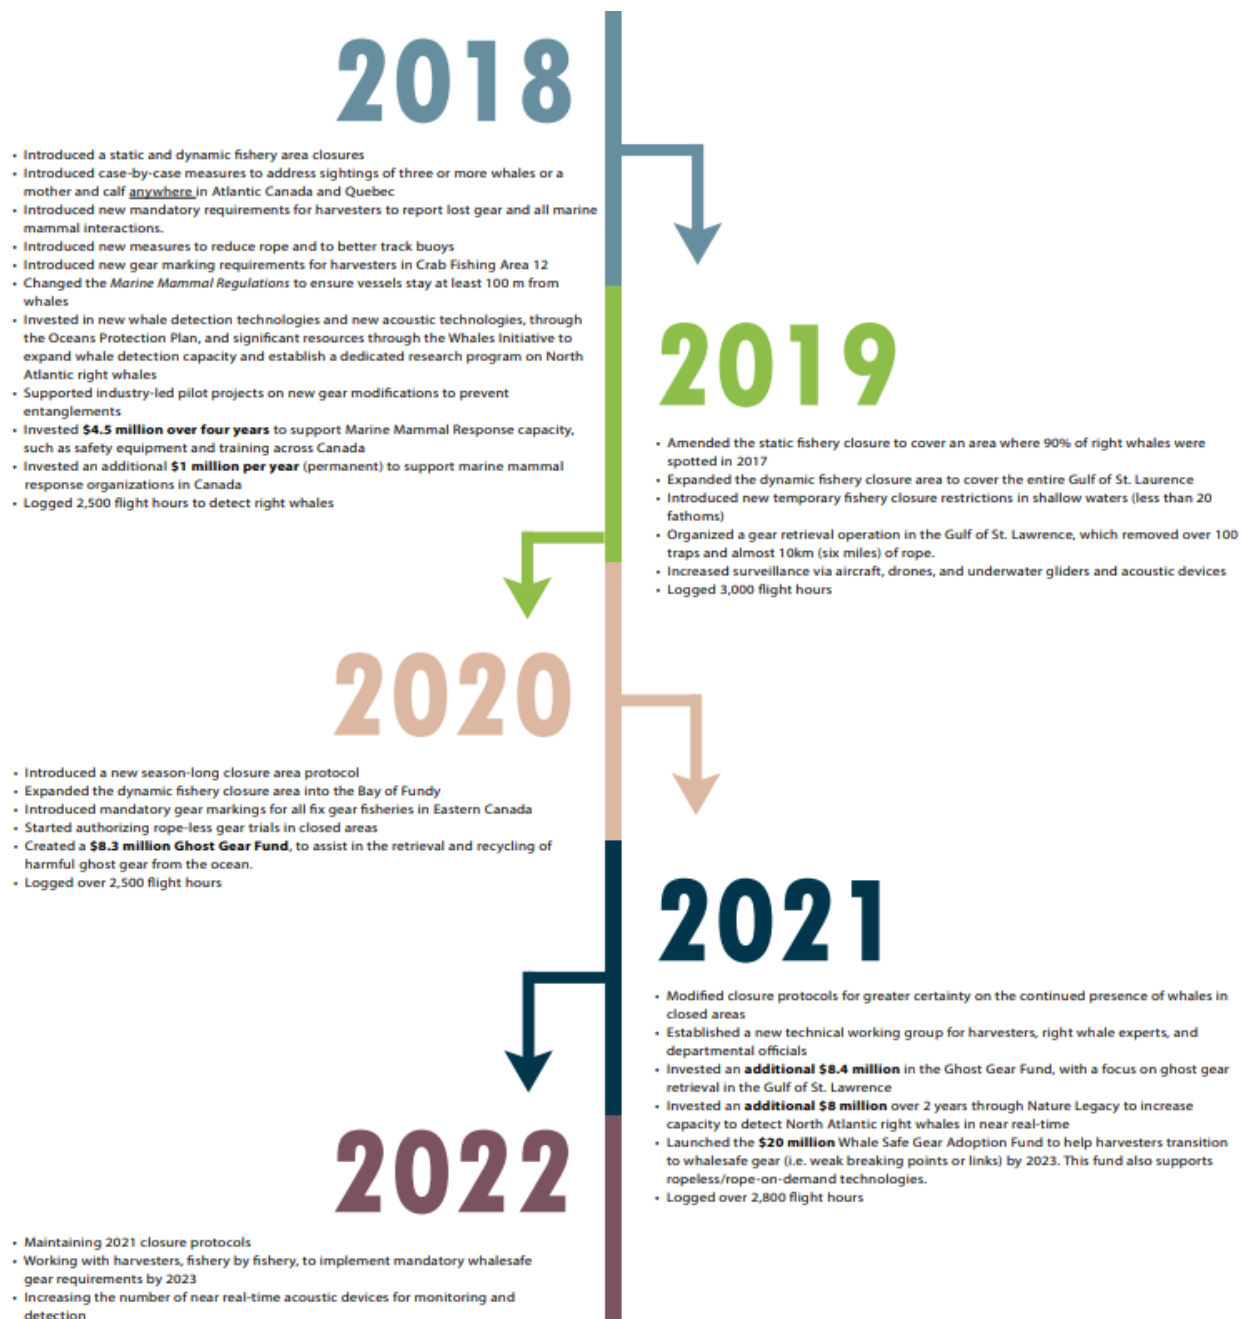 2018
• Introduced a static and dynamic fishery area closures
• Introduced case-by-case measures to address sightings of three or more whales or a
mother and calf anywhere in Atlantic Canada and Quebec
• Introduced new mandatory requirements for harvesters to report lost gear and all marine
mammal interactions.
• Introduced new measures to reduce rope and to better track buoys
• Introduced new gear marking requirements for harvesters in Crab Fishing Area 12
• Changed the Marine Mammal Regulations to ensure vessels stay at least 100 m from
whales
• Invested in new whale detection technologies and new acoustic technologies, through
the Oceans Protection Plan, and significant resources through the Whales Initiative to
expand whale detection capacity and establish a dedicated research program on North
Atlantic right whales
• Supported industry-led pilot projects on new gear modifications to prevent
entanglements
• Invested $4.5 million over four years to support Marine Mammal Response capacity,
such as safety equipment and training across Canada
• Invested an additional $1 million per year (permanent) to support marine mammal
response organizations in Canada
• Logged 2,500 flight hours to detect right whales
2019
• Amended the static fishery closure to cover an area where 90% of right whales were
spotted in 2017
• Expanded the dynamic fishery closure area to cover the entire Gulf of St. Laurence
• Introduced new temporary fishery closure restrictions in shallow waters (less than 20
fathoms)
• Organized a gear retrieval operation in the Gulf of St. Lawrence, which removed over 100
traps and almost 10km (six miles) of rope.
• Increased surveillance via aircraft, drones, and underwater gliders and acoustic devices
• Logged 3,000 flight hours
2020
• Introduced a new season-long closure area protocol
• Expanded the dynamic fishery closure area into the Bay of Fundy
• Introduced mandatory gear markings for all fix gear fisheries in Eastern Canada
• Started authorizing rope-less gear trials in closed areas
• Created a $8.3 million Ghost Gear Fund, to assist in the retrieval and recycling of
harmful ghost gear from the ocean.
• Logged over 2,500 flight hours
2021
• Modified closure protocols for greater certainty on the continued presence of whales in
closed areas
• Established a new technical working group for harvesters, right whale experts, and
departmental officials
• Invested an additional $8.4 million in the Ghost Gear Fund, with a focus on ghost gear
retrieval in the Gulf of St. Lawrence
• Invested an additional $8 million over 2 years through Nature Legacy to increase
capacity to detect North Atlantic right whales in near real-time
• Launched the $20 million Whale Safe Gear Adoption Fund to help harvesters transition
to whalesafe gear (i.e. weak breaking points or links) by 2023. This fund also supports
ropeless/rope-on-demand technologies.
• Logged over 2,800 flight hours
2022
• Maintaining 2021 closure protocols
• Working with harvesters, fishery by fishery, to implement mandatory whalesafe
gear requirements by 2023
• Increasing the number of near real-time acoustic devices for monitoring and
detection